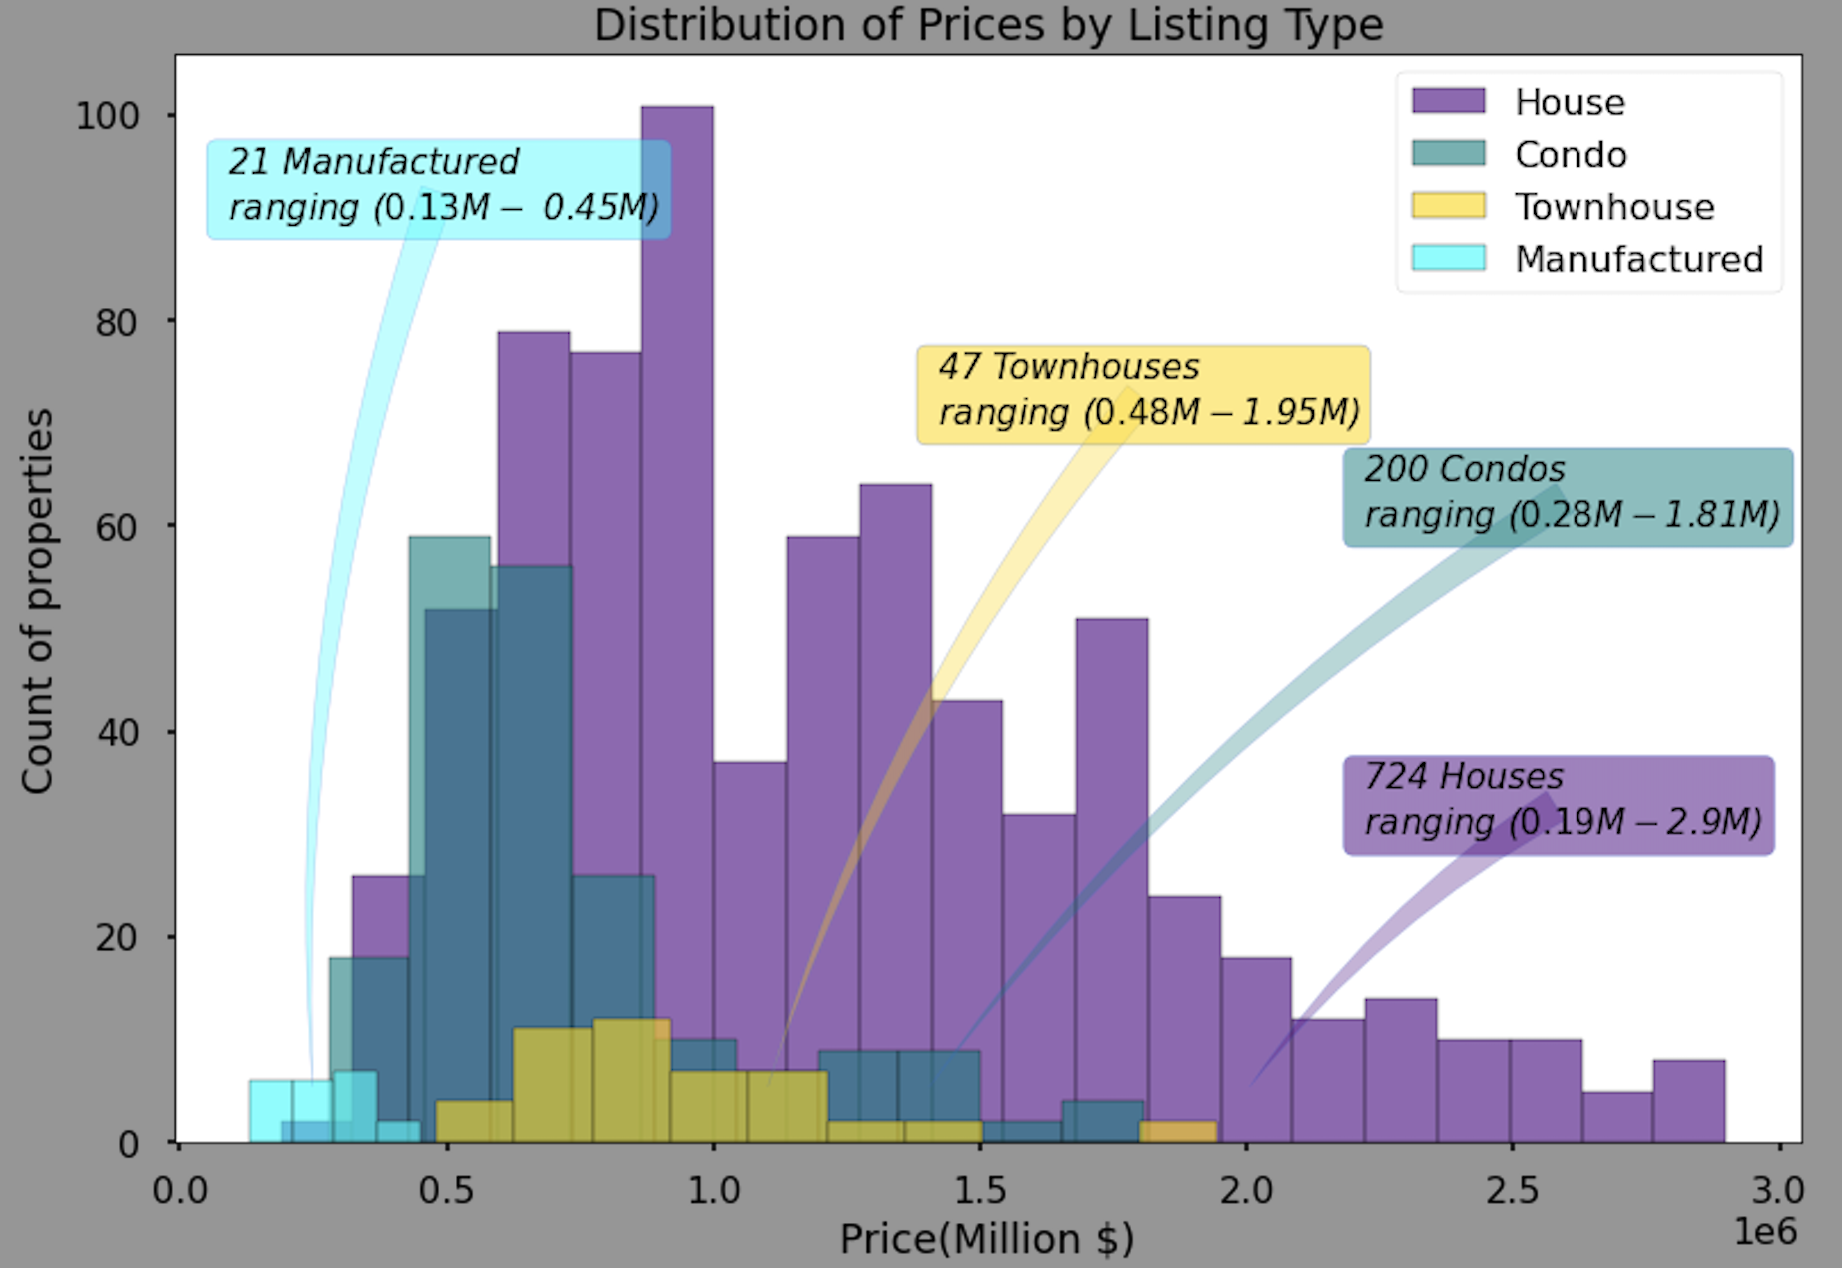 Distribution of Prices by Listing Type
Count of properties
100
80
60
40
20
0
21 Manufactured
ranging (0.13M − 0.45M)
House
Condo
Townhouse
Manufactured
47 Townhouses
ranging (0.48M − 1.95M)
200 Condos
ranging (0.28M − 1.81M)
724 Houses
ranging (0.19M − 2.9M)
0.0 0.5 1.0 1.5 2.0 2.5 3.0
1e6
Price(Million $)